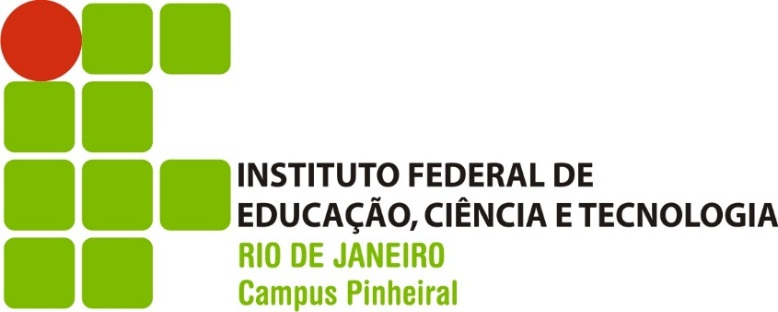 INSTITUTO FEDERAL DE
EDUCAÇÃO, CIÊNCIA E TECNOLOGIA
RIO DE JANEIRO
Campus Pinheiral